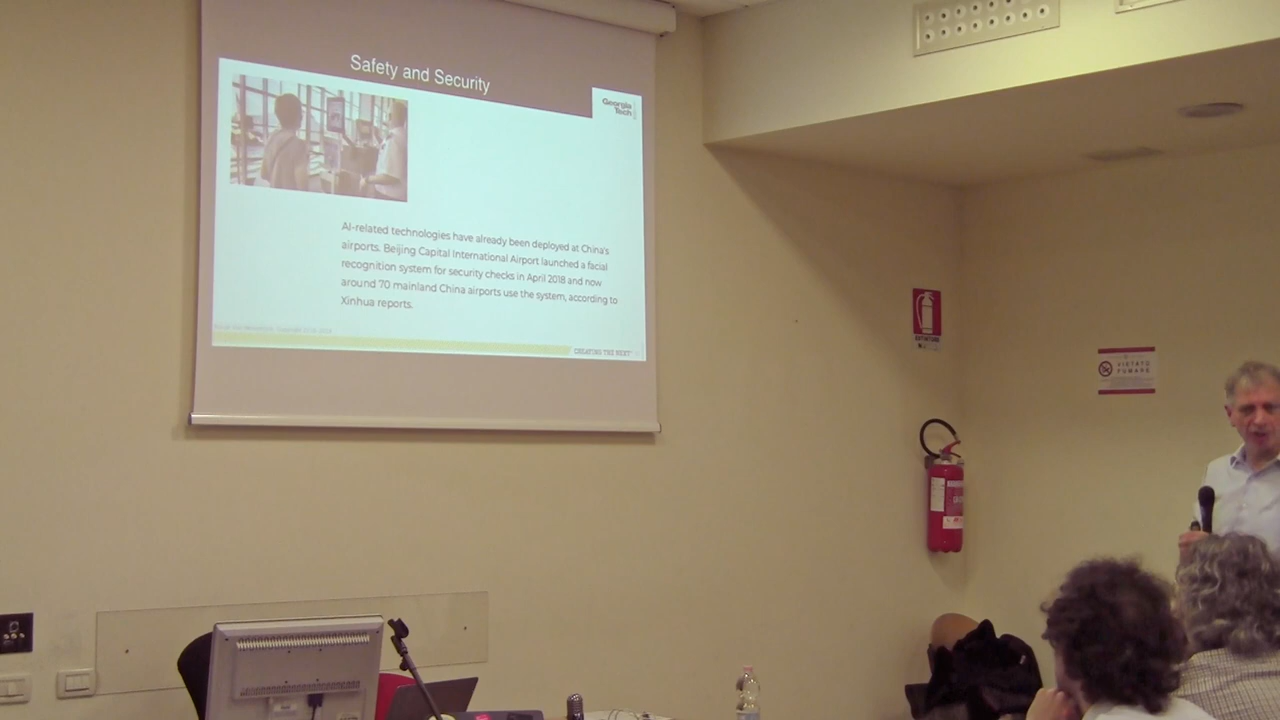 Safety and Security
Georgia
Tech
AI-related technologies have already been deployed at China's
airports. Beijing Capital International Airport launched a facial
recognition system for security checks in April 2018 and now
around 70 mainland China airports use the system, according to
Xinhua reports.
CREATING THE NEXT
ESTINTORE
VIETATO
FUMARE